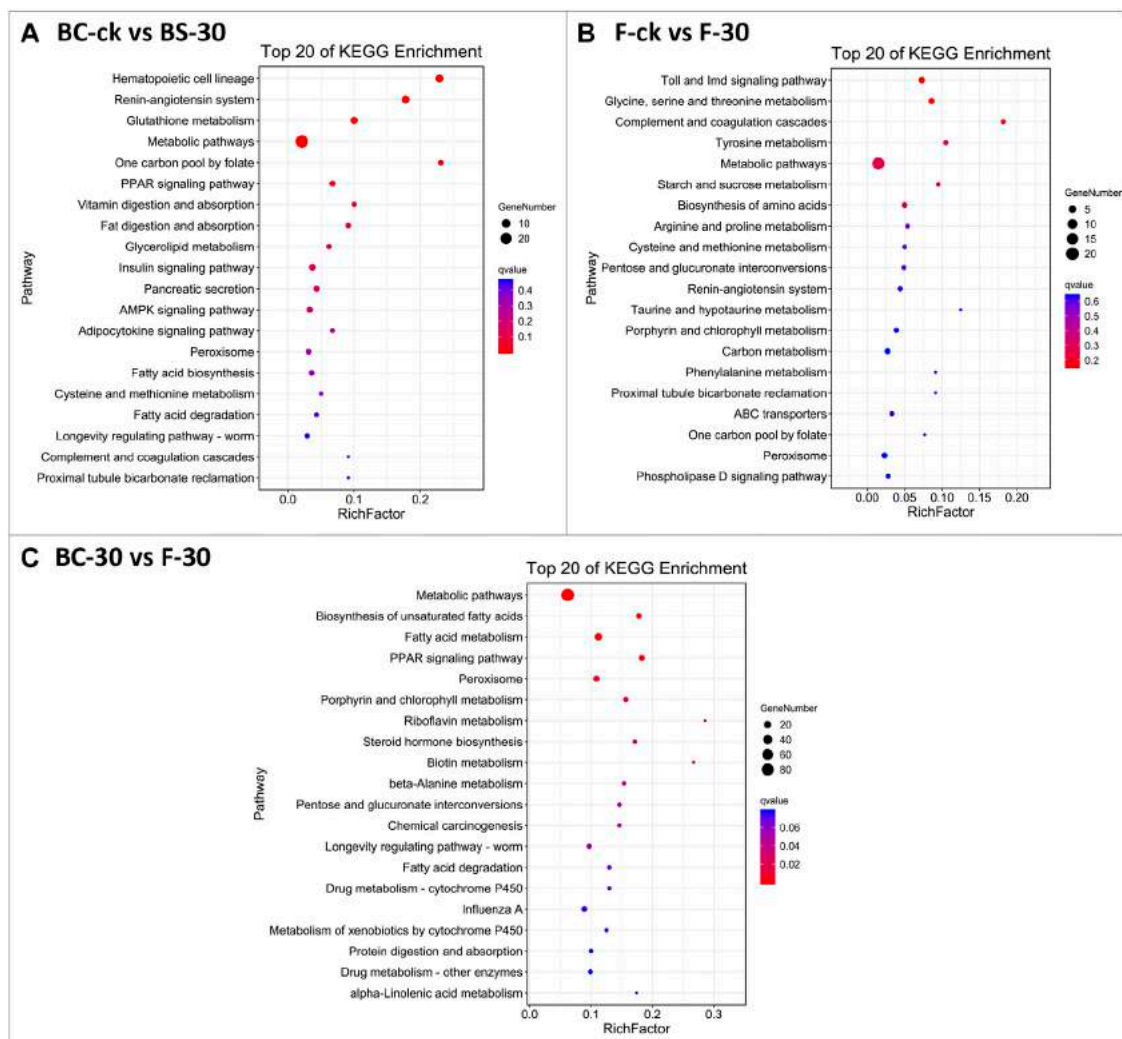 A BC-ck vs BS-30
Top 20 of KEGG Enrichment
Hematopoietic cell lineage
Renin-angiotensin system
Glutathione metabolism
Metabolic pathways
One carbon pool by folate
PPAR signaling pathway
Vitamin digestion and absorption
Fat digestion and absorption
Glycerolipid metabolism
Insulin signaling pathway
Pancreatic secretion
AMPK signaling pathway
Adipocytokine signaling pathway
Peroxisome
Fatty acid biosynthesis
Cysteine and methionine metabolism
Fatty acid degradation
Longevity regulating pathway - worm
Complement and coagulation cascades
Proximal tubule bicarbonate reclamation
Pathway
0.0 0.1 0.2
RichFactor
GeneNumber
10
20
qvalue
0.4
0.3
0.2
0.1
B F-ck vs F-30
Top 20 of KEGG Enrichment
Toll and Imd signaling pathway
Glycine, serine and threonine metabolism
Complement and coagulation cascades
Tyrosine metabolism
Metabolic pathways
Starch and sucrose metabolism
Biosynthesis of amino acids
Arginine and proline metabolism
Cysteine and methionine metabolism
Pentose and glucuronate interconversions
Renin-angiotensin system
Taurine and hypotaurine metabolism
Porphyrin and chlorophyll metabolism
Carbon metabolism
Phenylalanine metabolism
Proximal tubule bicarbonate reclamation
ABC transporters
One carbon pool by folate
Peroxisome
Phospholipase D signaling pathway
Pathway
0.00 0.05 0.10 0.15 0.20
RichFactor
GeneNumber
5
10
15
20
qvalue
0.6
0.5
0.4
0.3
0.2
C BC-30 vs F-30
Top 20 of KEGG Enrichment
Metabolic pathways
Biosynthesis of unsaturated fatty acids
Fatty acid metabolism
PPAR signaling pathway
Peroxisome
Porphyrin and chlorophyll metabolism
Riboflavin metabolism
Steroid hormone biosynthesis
Biotin metabolism
beta-Alanine metabolism
Pentose and glucuronate interconversions
Chemical carcinogenesis
Longevity regulating pathway - worm
Fatty acid degradation
Drug metabolism - cytochrome P450
Influenza A
Metabolism of xenobiotics by cytochrome P450
Protein digestion and absorption
Drug metabolism - other enzymes
alpha-Linolenic acid metabolism
Pathway
0.0 0.1 0.2 0.3
RichFactor
GeneNumber
20
40
60
80
qvalue
0.06
0.04
0.02